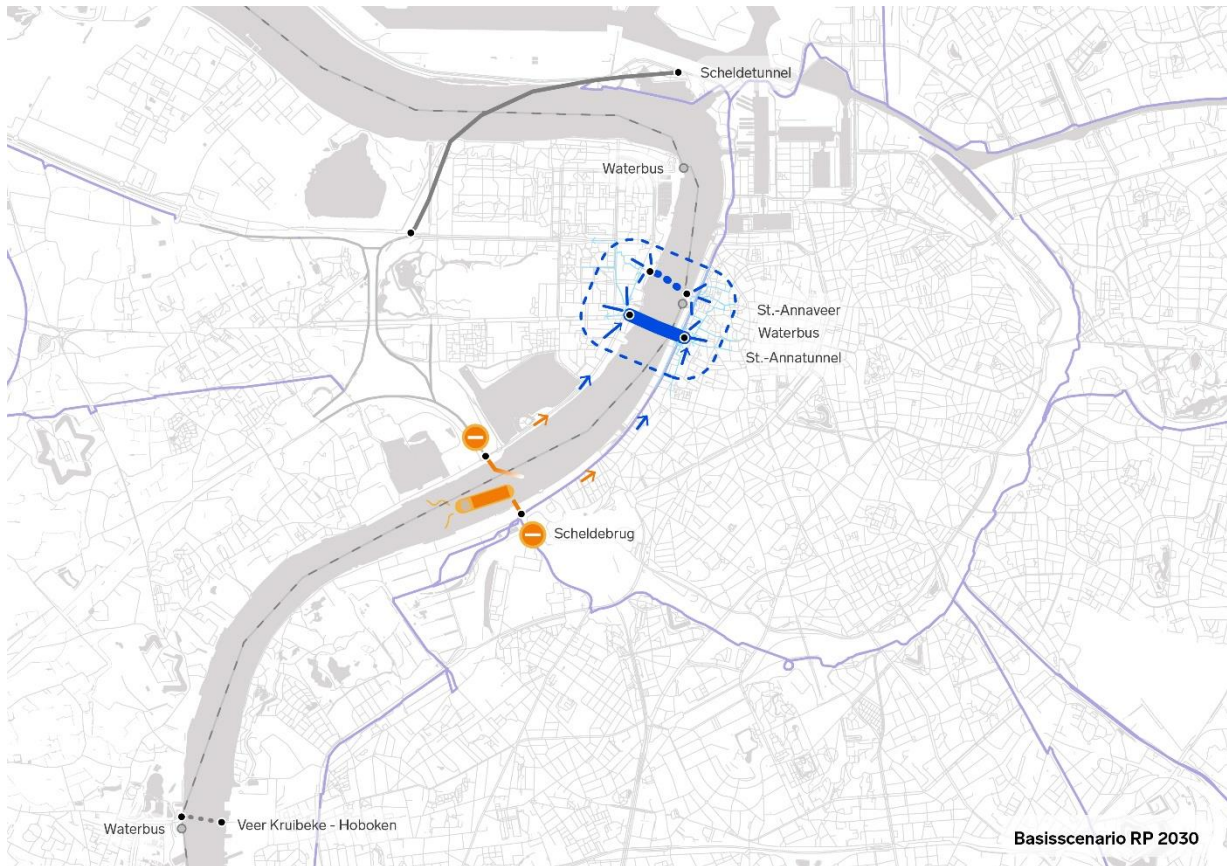 Scheldetunnel
Waterbus
St.-Annaveer
Waterbus
St.-Annatunnel
Scheldebrug
Waterbus
Veer Kruibeke - Hoboken
Basisscenario RP 2030